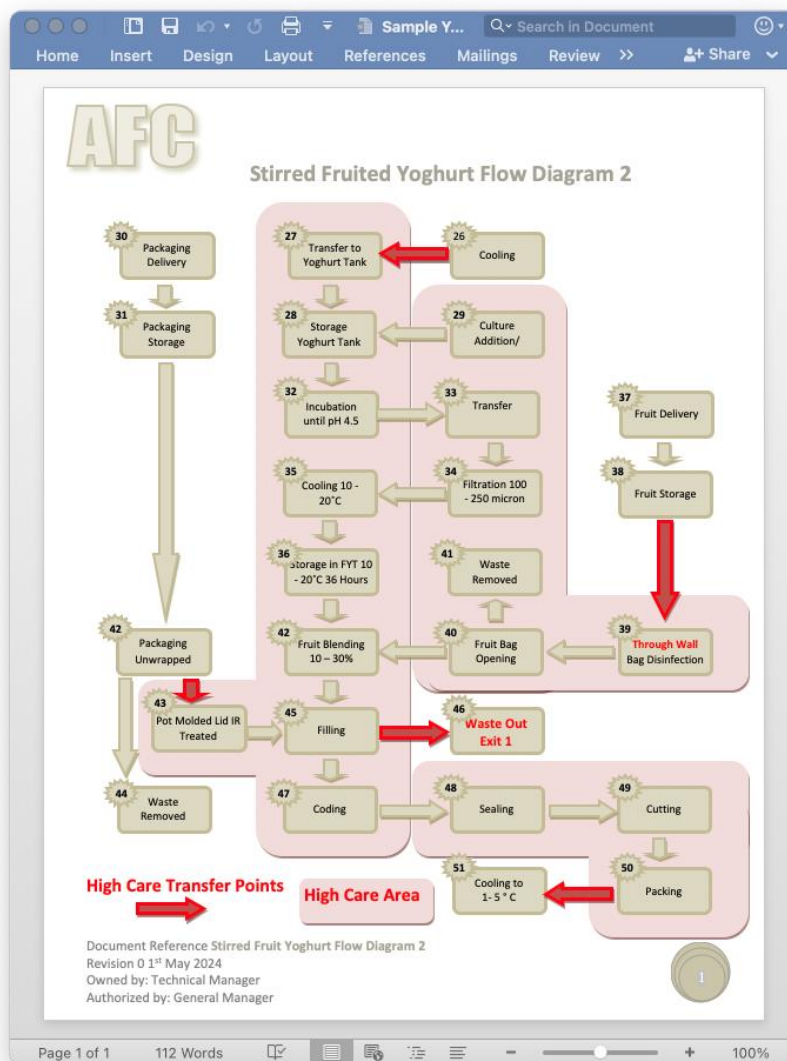 Sample Y...
Search in Document
Home Insert Design Layout References Mailings Review >> Share
AFC
Stirred Fruited Yoghurt Flow Diagram 2
30
Packaging
Delivery
27
Transfer to
Yoghurt Tank
26
Cooling
31
Packaging
Storage
28
Storage
Yoghurt Tank
29
Culture
Addition/
32
Incubation
until pH 4.5
33
Transfer
37
Fruit Delivery
35
Cooling 10 -
20°C
34
Filtration 100
- 250 micron
38
Fruit Storage
36
Storage in FYT 10
- 20°C 36 Hours
41
Waste
Removed
42
Packaging
Unwrapped
42
Fruit Blending
10 – 30%
40
Fruit Bag
Opening
39
Through Wall
Bag Disinfection
43
Pot Molded Lid IR
Treated
45
Filling
46
Waste Out
Exit 1
44
Waste
Removed
47
Coding
48
Sealing
49
Cutting
51
Cooling to
1- 5 ° C
50
Packing
High Care Transfer Points
High Care Area
Document Reference Stirred Fruit Yoghurt Flow Diagram 2
Revision 0 1st May 2024
Owned by: Technical Manager
Authorized by: General Manager
1
Page 1 of 1 112 Words 100%